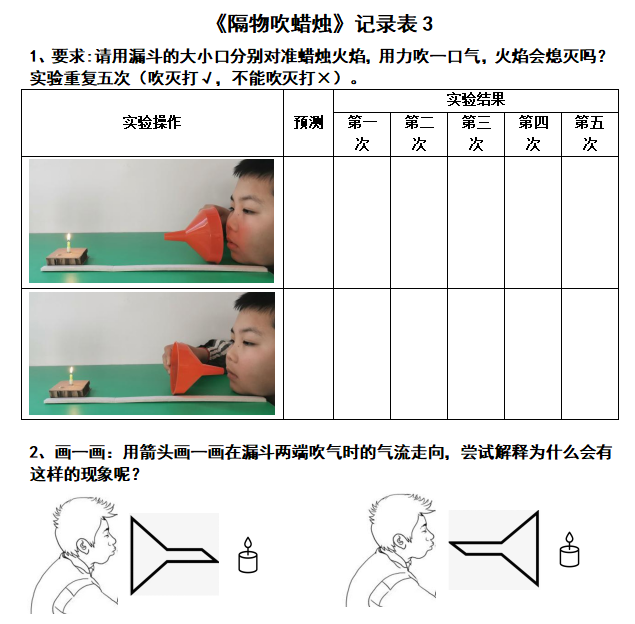 《隔物吹蜡烛》记录表 3
1、要求：请用漏斗的大小口分别对准蜡烛火焰，用力吹一口气，火焰会熄灭吗？
实验重复五次（吹灭打√，不能吹灭打×）。
实验操作
预测
实验结果
第一
次
第二
次
第三
次
第四
次
第五
次
2、画一画：用箭头画一画在漏斗两端吹气时的气流走向，尝试解释为什么会有
这样的现象呢？